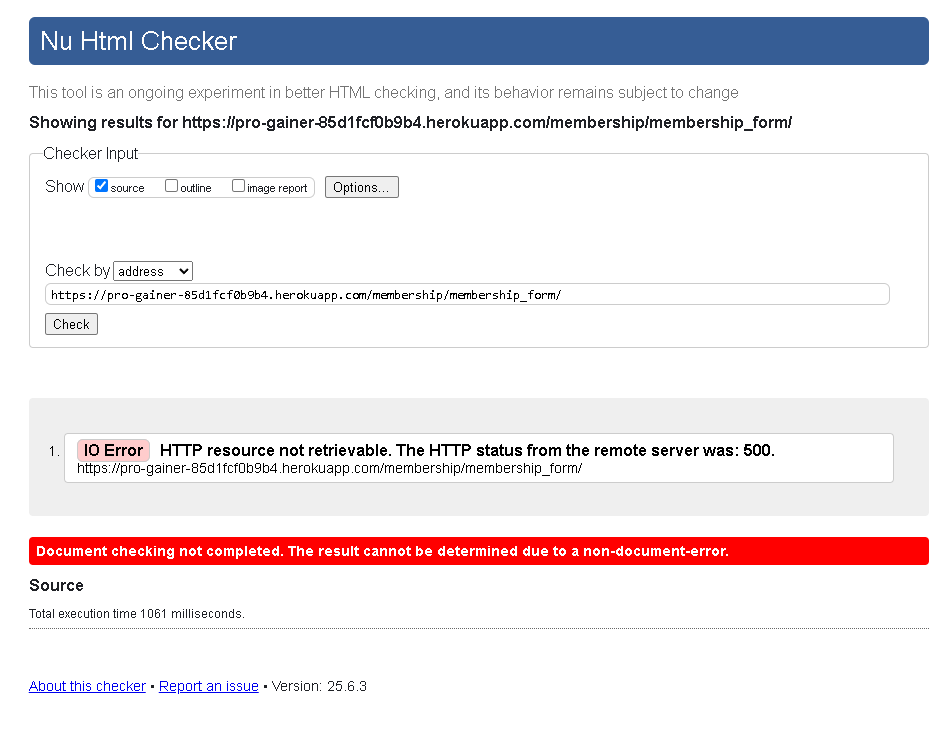 Nu Html Checker
This tool is an ongoing experiment in better HTML checking, and its behavior remains subject to change
Showing results for https://pro-gainer-85d1fcf0b9b4.herokuapp.com/membership/membership_form/
Checker Input
Show source outline image report Options...
Check by address
https://pro-gainer-85d1fcf0b9b4.herokuapp.com/membership/membership_form/
Check
1. IO Error HTTP resource not retrievable. The HTTP status from the remote server was: 500.
https://pro-gainer-85d1fcf0b9b4.herokuapp.com/membership/membership_form/
Document checking not completed. The result cannot be determined due to a non-document-error.
Source
Total execution time 1061 milliseconds.
About this checker • Report an issue • Version: 25.6.3